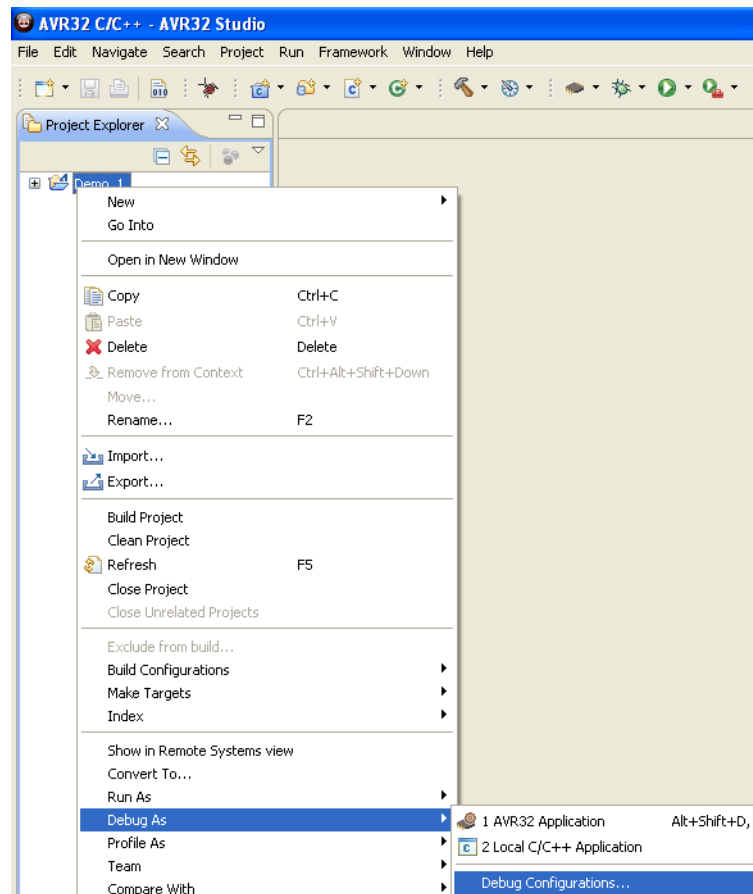 AVR32 C/C++ - AVR32 Studio
File Edit Navigate Search Project Run Framework Window Help
010 c c c
Project Explorer
Demo_1
New
Go Into
Open in New Window
Copy Ctrl+C
Paste Ctrl+V
Delete Delete
Remove from Context Ctrl+Alt+Shift+Down
Move...
Rename... F2
Import...
Export...
Build Project
Clean Project
Refresh F5
Close Project
Close Unrelated Projects
Exclude from build...
Build Configurations
Make Targets
Index
Show in Remote Systems view
Convert To...
Run As
Debug As
1 AVR32 Application Alt+Shift+D,
Profile As
c 2 Local C/C++ Application
Team
Compare With
Debug Configurations...